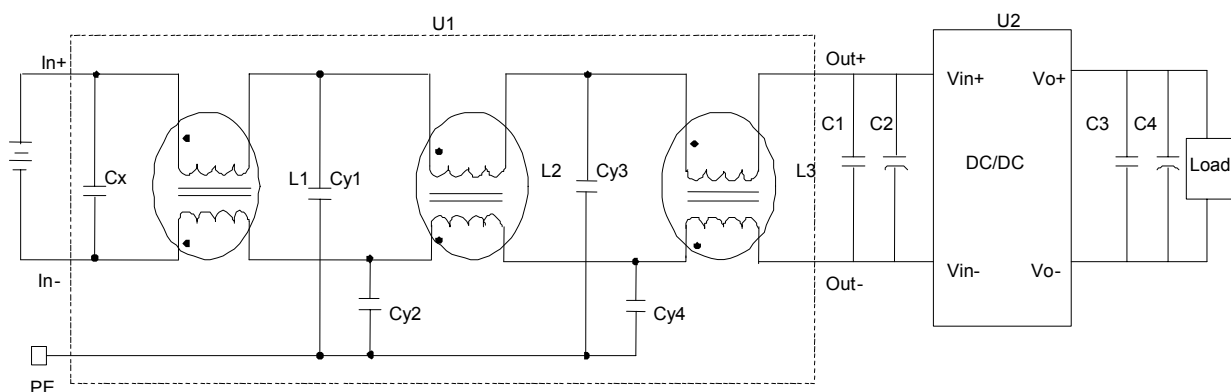 U1
U2
In+
Out+
Vin+
Vo+
C1
C2
C3
C4
DC/DC
Load
Cx
L1
Cy1
L2
Cy3
L3
In-
Out-
Vin-
Vo-
Cy2
Cy4
PE